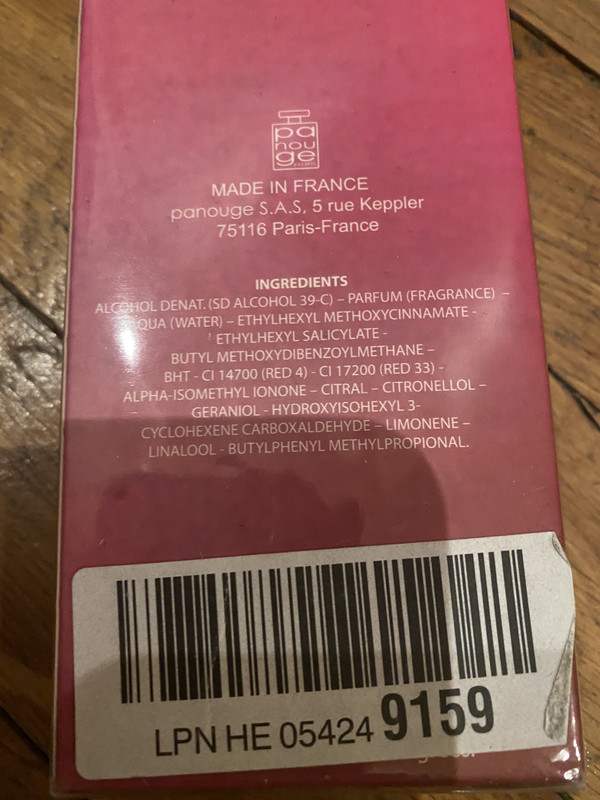 pa
nou
ge
MADE IN FRANCE
panouge S.A.S, 5 rue Keppler
75116 Paris-France
INGREDIENTS
ALCOHOL DENAT. (SD ALCOHOL 39-C) – PARFUM (FRAGRANCE) –
AQUA (WATER) – ETHYLHEXYL METHOXYCINNAMATE -
ETHYLHEXYL SALICYLATE -
BUTYL METHOXYDIBENZOYLMETHANE –
BHT - CI 14700 (RED 4) - CI 17200 (RED 33) -
ALPHA-ISOMETHYL IONONE – CITRAL – CITRONELLOL –
GERANIOL - HYDROXYISOHEXYL 3-
CYCLOHEXENE CARBOXALDEHYDE – LIMONENE –
LINALOOL - BUTYLPHENYL METHYLPROPIONAL.
LPN HE 05424 9159